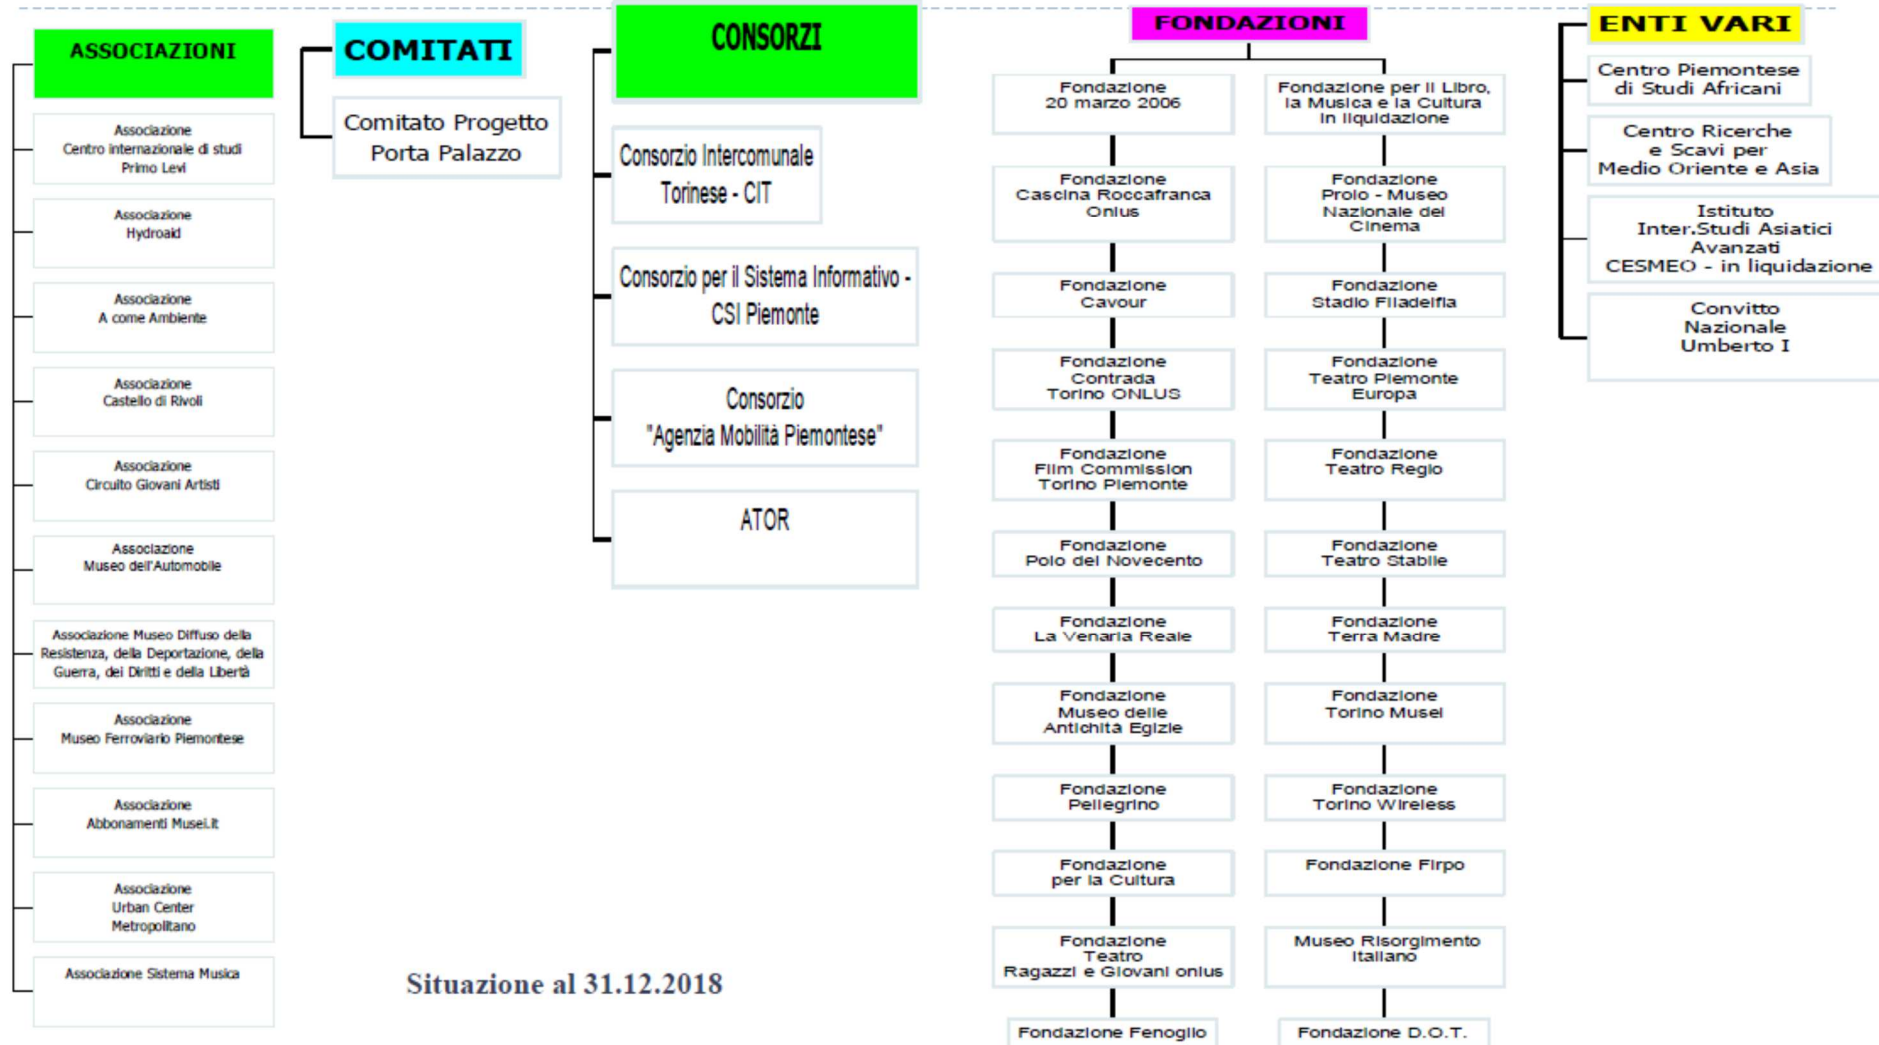 ASSOCIAZIONI
Associazione
Centro internazionale di studi
Primo Levi
Associazione
Hydroaid
Associazione
A come Ambiente
Associazione
Castello di Rivoli
Associazione
Circuito Giovani Artisti
Associazione
Museo dell'Automobile
Associazione Museo Diffuso della
Resistenza, della Deportazione, della
Guerra, dei Diritti e della Libertà
Associazione
Museo Ferroviario Piemontese
Associazione
Abbonamenti Musei.it
Associazione
Urban Center
Metropolitano
Associazione Sistema Musica
COMITATI
Comitato Progetto
Porta Palazzo
CONSORZI
Consorzio Intercomunale
Torinese - CIT
Consorzio per il Sistema Informativo -
CSI Piemonte
Consorzio
"Agenzia Mobilità Piemontese"
ATOR
FONDAZIONI
Fondazione
20 marzo 2006
Fondazione
Cascina Roccafranca
Onlus
Fondazione
Cavour
Fondazione
Contrada
Torino ONLUS
Fondazione
Film Commission
Torino Piemonte
Fondazione
Polo del Novecento
Fondazione
La Venaria Reale
Fondazione
Museo delle
Antichità Egizie
Fondazione
Pellegrino
Fondazione
per la Cultura
Fondazione
Teatro
Ragazzi e Giovani onlus
Fondazione Fenoglio
Fondazione per il Libro,
la Musica e la Cultura
in liquidazione
Fondazione
Prolo - Museo
Nazionale del
Cinema
Fondazione
Stadio Filadelfia
Fondazione
Teatro Piemonte
Europa
Fondazione
Teatro Regio
Fondazione
Teatro Stabile
Fondazione
Terra Madre
Fondazione
Torino Musei
Fondazione
Torino Wireless
Fondazione Firpo
Museo Risorgimento
Italiano
Fondazione D.O.T.
ENTI VARI
Centro Piemontese
di Studi Africani
Centro Ricerche
e Scavi per
Medio Oriente e Asia
Istituto
Inter.Studi Asiatici
Avanzati
CESMEO - in liquidazione
Convitto
Nazionale
Umberto I
Situazione al 31.12.2018